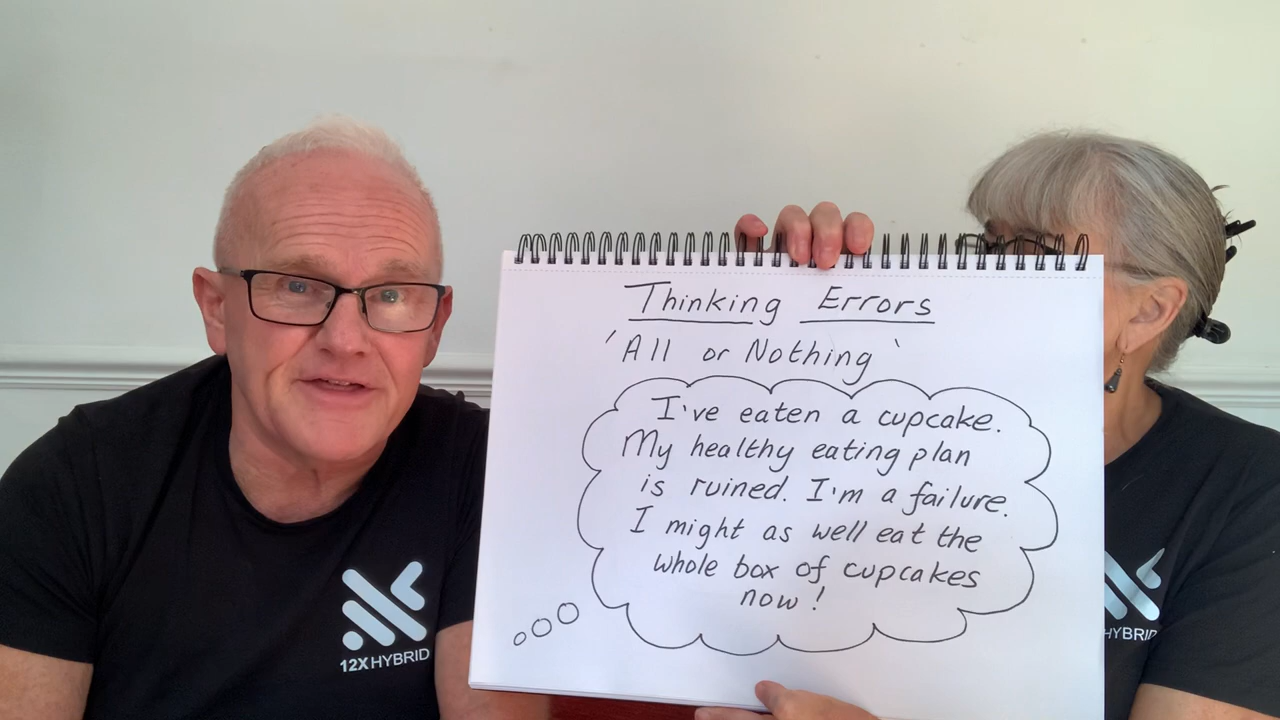 Thinking Errors
'All or Nothing'
I've eaten a cupcake.
My healthy eating plan
is ruined. I'm a failure.
I might as well eat the
whole box of cupcakes
now!
12X HYBRID
HYBRID